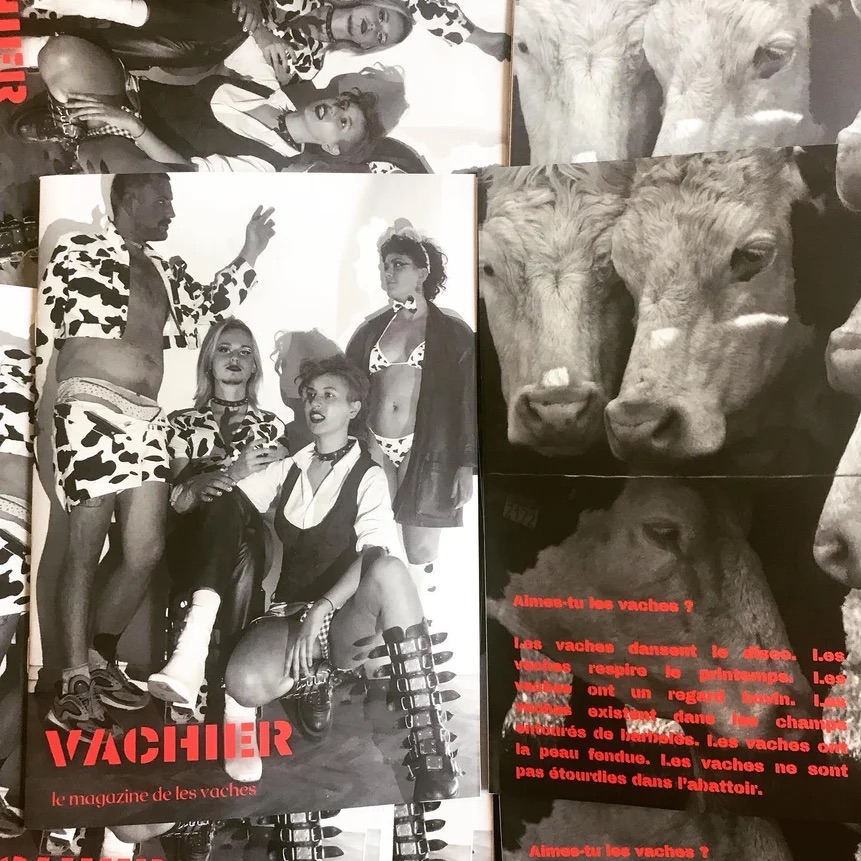 HIER
VACHIER
le magazine de les vaches
Aimes-tu les vaches ?
Les vaches dansent le disco. Les
vaches respire le printemps. Les
vaches ont un regard bovin. Les
vaches existent dans les champs
entourés de barbelés. Les vaches ont
la peau fendue. Les vaches ne sont
pas étourdies dans l'abattoir.
Aimes-tu les vaches ?